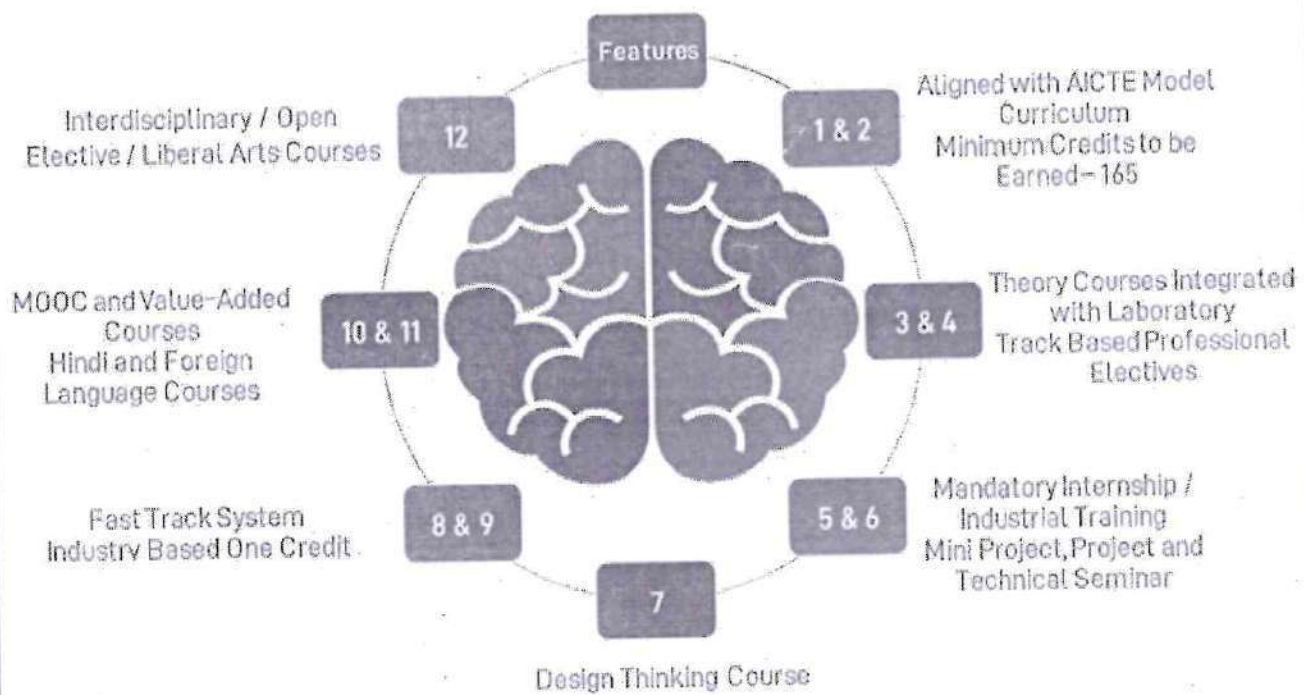 Features
1 & 2
Aligned with AICTE Model
Curriculum
Minimum Credits to be
Earned- 165
3 & 4
Theory Courses Integrated
with Laboratory
Track Based Professional
Electives
5 & 6
Mandatory Internship /
Industrial Training
Mini Project, Project and
Technical Seminar
7
Design Thinking Course
8 & 9
Fast Track System
Industry Based One Credit
10 & 11
MOOC and Value-Added
Courses
Hindi and Foreign
Language Courses
12
Interdisciplinary / Open
Elective / Liberal Arts Courses